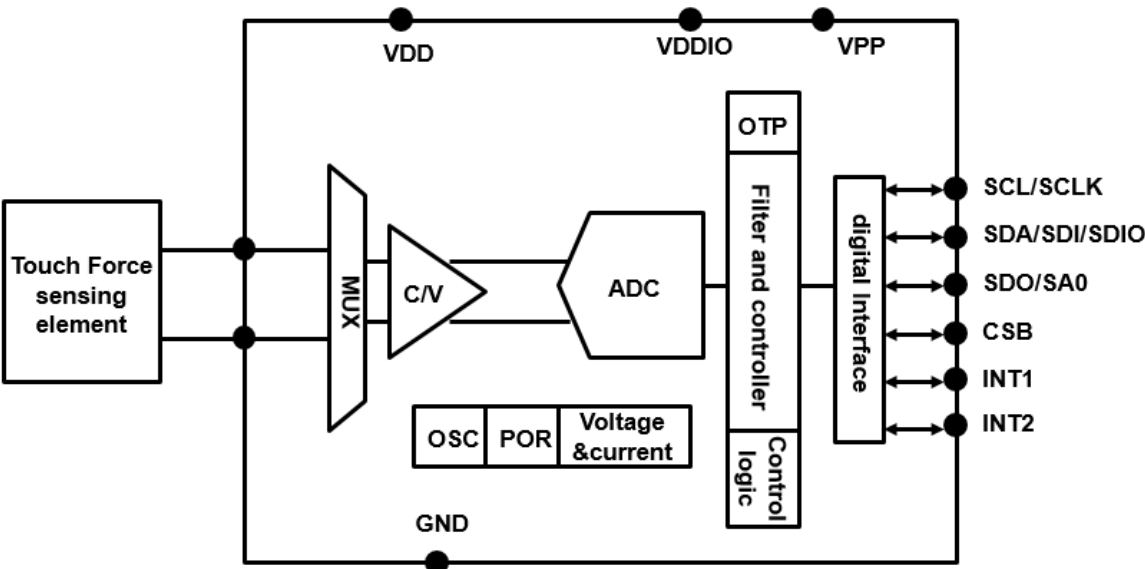 VDD
VDDIO
VPP
OTP
Touch Force
sensing
element
MUX
C/V
ADC
Filter and controller
digital Interface
SCL/SCLK
SDA/SDI/SDIO
SDO/SA0
CSB
INT1
INT2
OSC
POR
Voltage
&current
Control
logic
GND